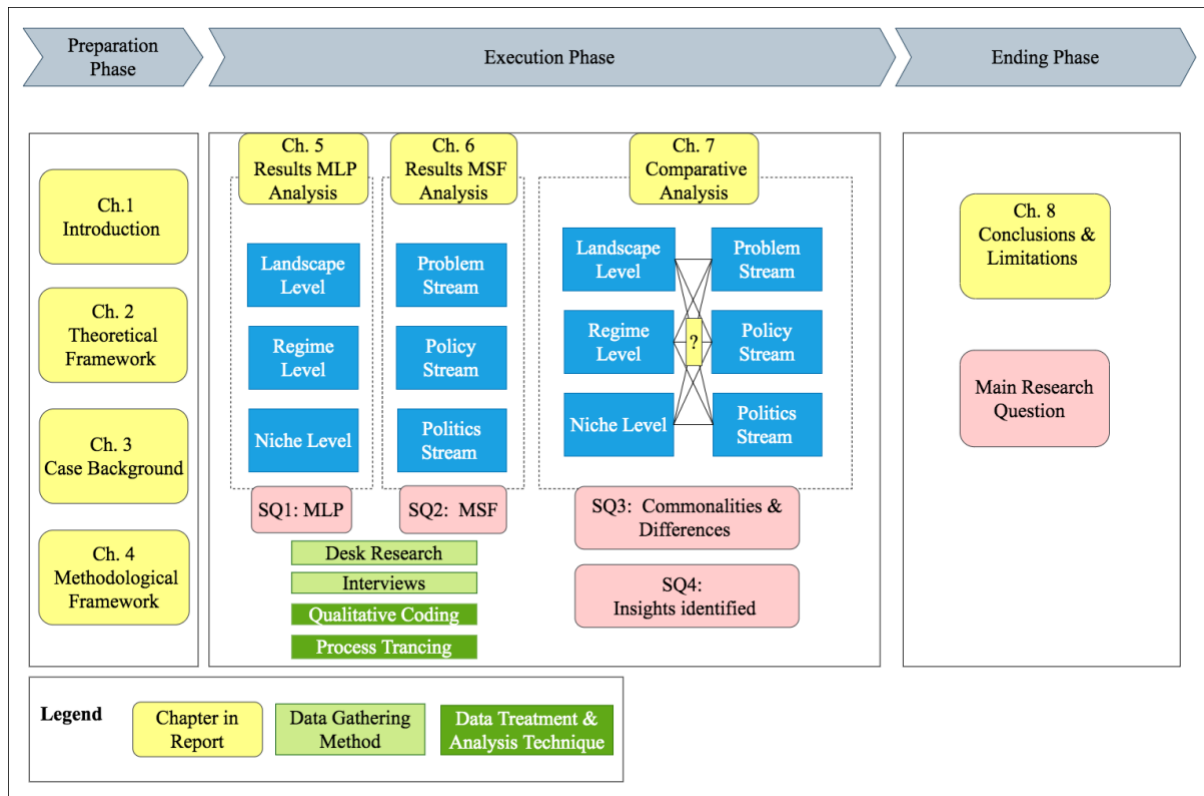 Preparation
Phase
Execution Phase
Ending Phase
Ch.1
Introduction
Ch. 2
Theoretical
Framework
Ch. 3
Case Background
Ch. 4
Methodological
Framework
Ch. 5
Results MLP
Analysis
Landscape
Level
Regime
Level
Niche Level
SQ1: MLP
Ch. 6
Results MSF
Analysis
Problem
Stream
Policy
Stream
Politics
Stream
SQ2: MSF
Desk Research
Interviews
Qualitative Coding
Process Trancing
Ch. 7
Comparative
Analysis
Landscape
Level
Regime
Level
Niche Level
?
Problem
Stream
Policy
Stream
Politics
Stream
SQ3: Commonalities &
Differences
SQ4:
Insights identified
Ch. 8
Conclusions &
Limitations
Main Research
Question
Legend
Chapter in
Report
Data Gathering
Method
Data Treatment &
Analysis Technique